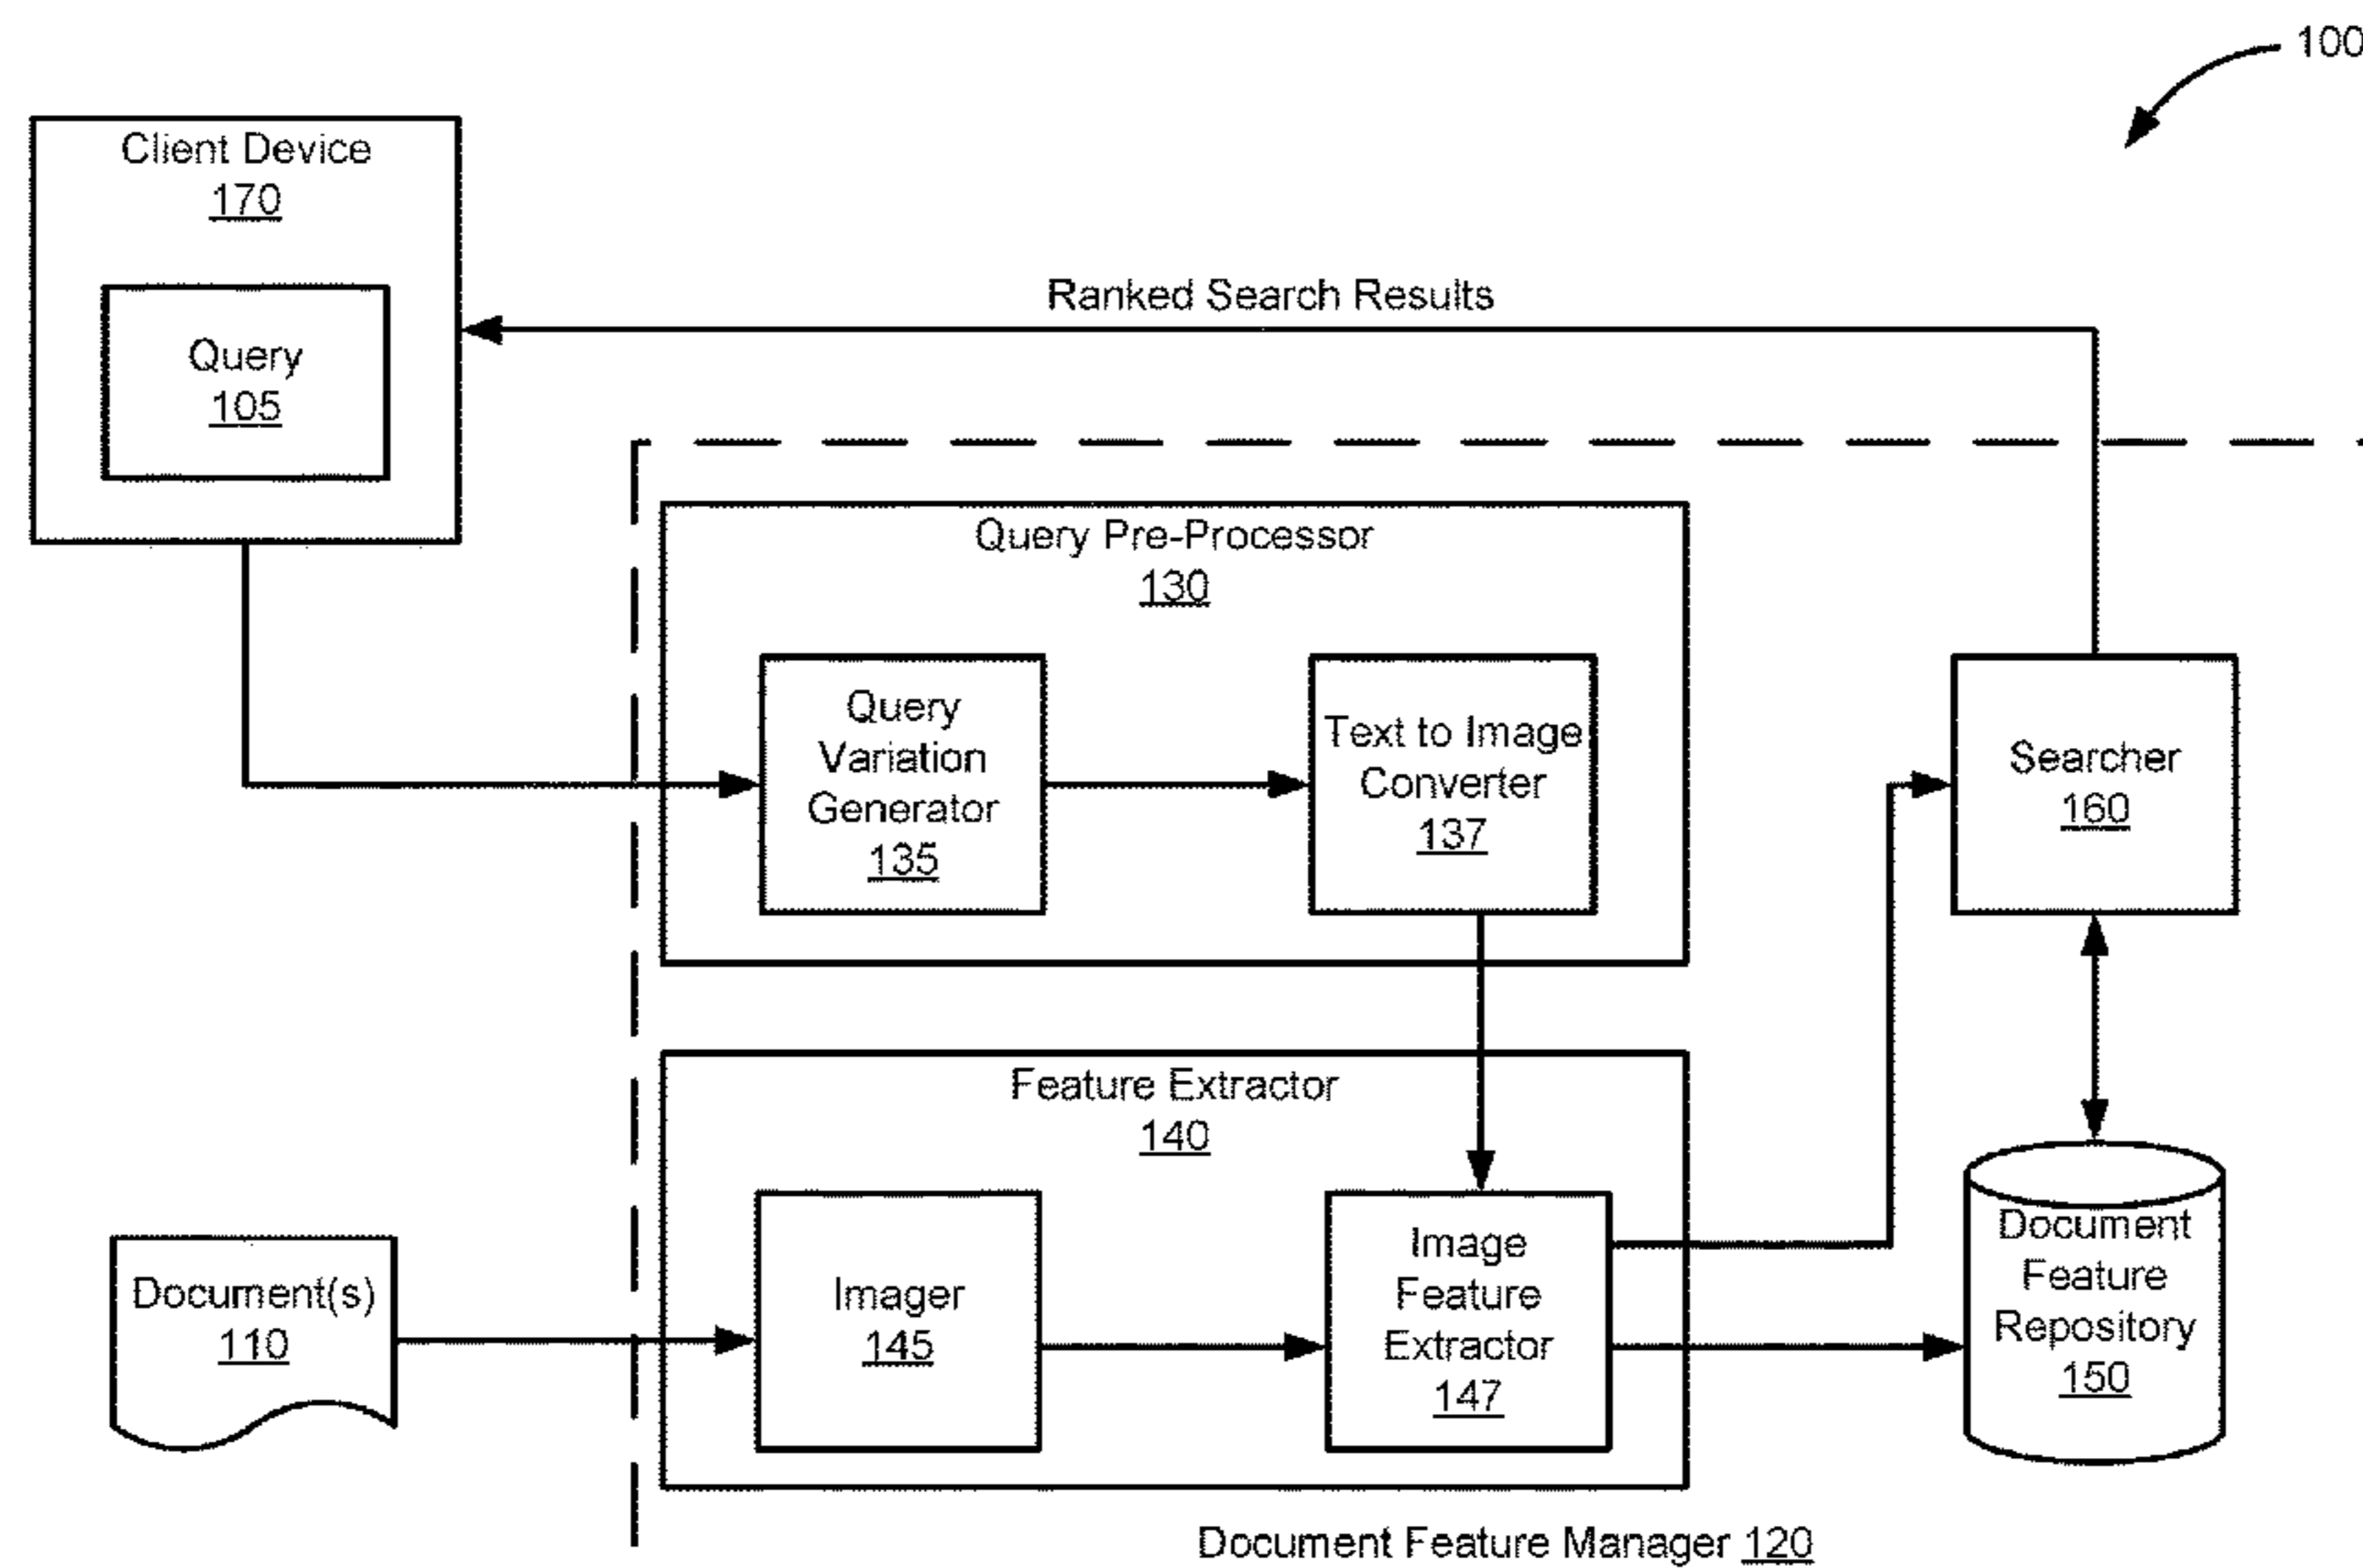 100
Client Device
170
Query
105
Ranked Search Results
Query Pre-Processor
130
Query
Variation
Generator
135
Text to Image
Converter
137
Searcher
160
Feature Extractor
140
Document(s)
110
Imager
145
Image
Feature
Extractor
147
Document
Feature
Repository
150
Document Feature Manager 120